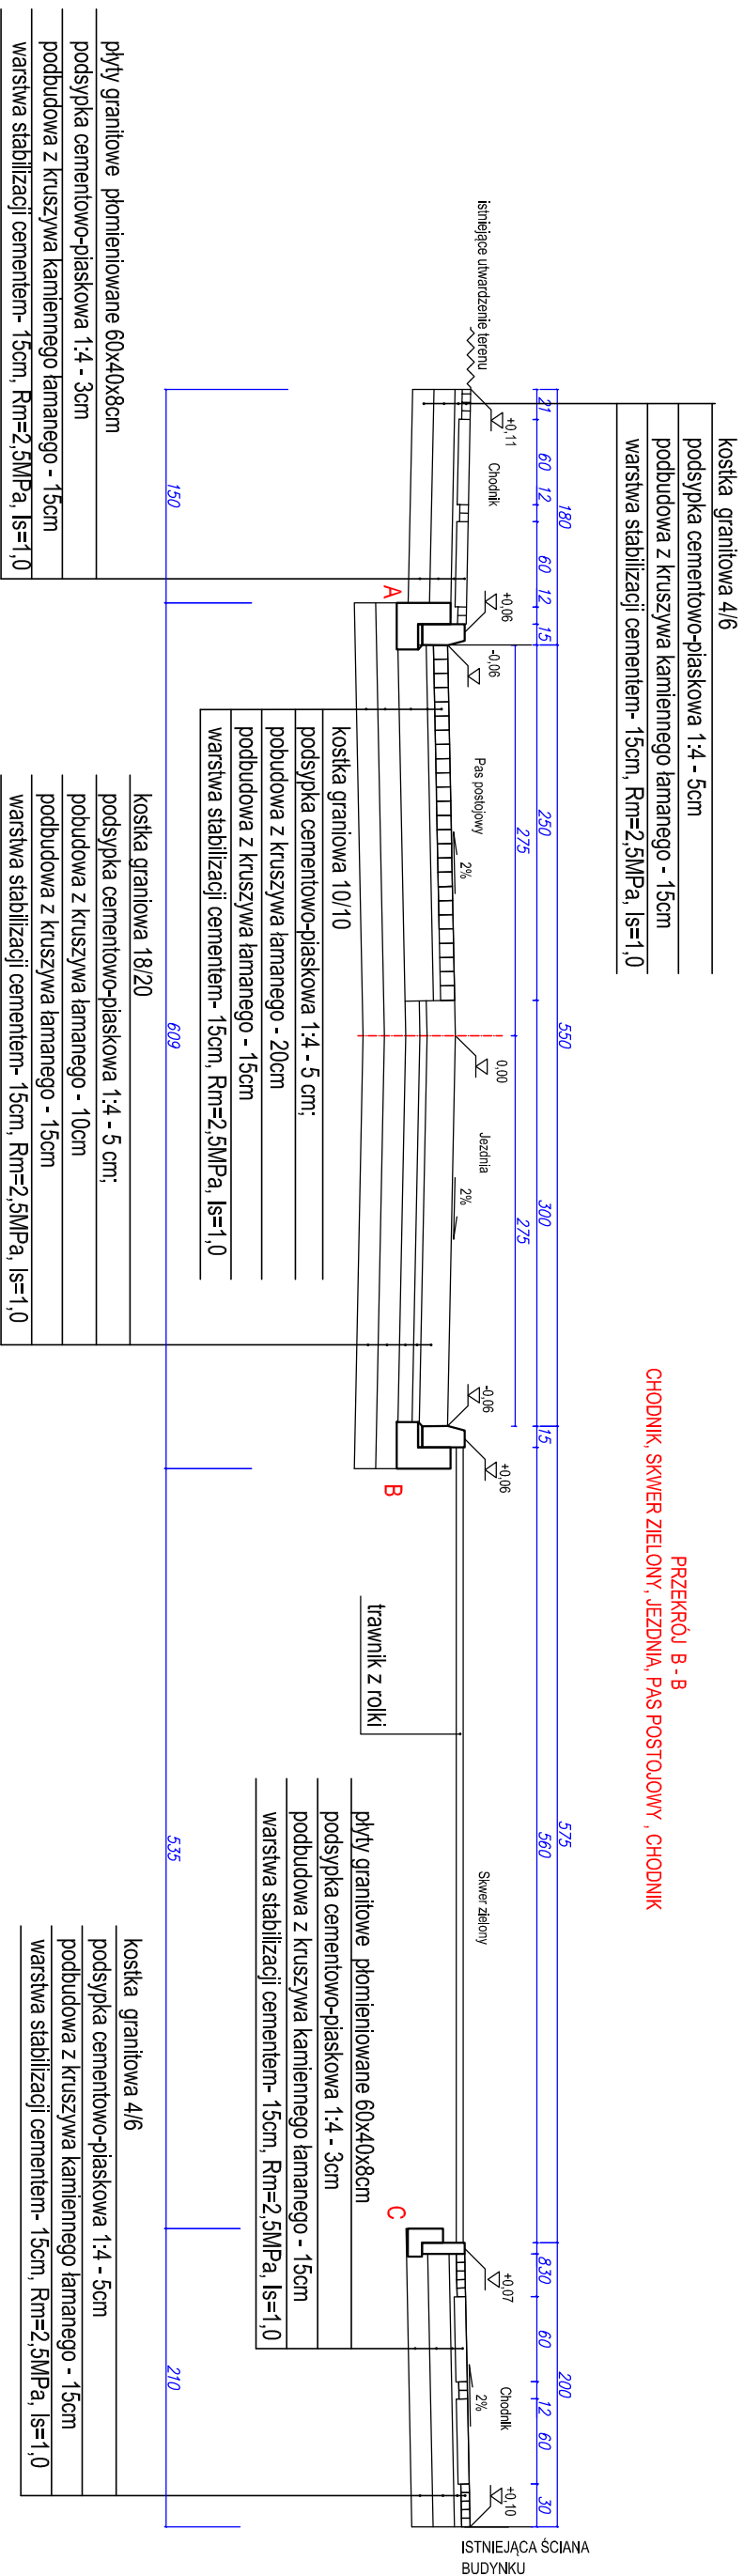 PRZEKRÓJ B - B
CHODNIK, SKWER ZIELONY, JEZDNIA, PAS POSTOJOWY , CHODNIK
kostka granitowa 4/6
podsypka cementowo-piaskowa 1:4 - 5cm
podbudowa z kruszywa kamiennego łamanego - 15cm
warstwa stabilizacji cementem- 15cm, Rm=2,5MPa, Is=1,0
180
550
575
200
21
60
12
60
12
15
250
300
15
560
8
30
60
12
60
30
275
275
istniejące utwardzenie terenu
+0,11
Chodnik
+0,06
-0,06
Pas postojowy
2%
0,00
Jezdnia
2%
-0,06
+0,06
Skwer zielony
+0,07
Chodnik
2%
+0,10
ISTNIEJĄCA ŚCIANA
BUDYNKU
A
B
C
trawnik z rolki
kostka graniowa 10/10
podsypka cementowo-piaskowa 1:4 - 5 cm;
pobudowa z kruszywa łamanego - 20cm
podbudowa z kruszywa łamanego - 15cm
warstwa stabilizacji cementem- 15cm, Rm=2,5MPa, Is=1,0
płyty granitowe płomieniowane 60x40x8cm
podsypka cementowo-piaskowa 1:4 - 3cm
podbudowa z kruszywa kamiennego łamanego - 15cm
warstwa stabilizacji cementem- 15cm, Rm=2,5MPa, Is=1,0
150
609
535
210
płyty granitowe płomieniowane 60x40x8cm
podsypka cementowo-piaskowa 1:4 - 3cm
podbudowa z kruszywa kamiennego łamanego - 15cm
warstwa stabilizacji cementem- 15cm, Rm=2,5MPa, Is=1,0
kostka graniowa 18/20
podsypka cementowo-piaskowa 1:4 - 5 cm;
pobudowa z kruszywa łamanego - 10cm
podbudowa z kruszywa łamanego - 15cm
warstwa stabilizacji cementem- 15cm, Rm=2,5MPa, Is=1,0
kostka granitowa 4/6
podsypka cementowo-piaskowa 1:4 - 5cm
podbudowa z kruszywa kamiennego łamanego - 15cm
warstwa stabilizacji cementem- 15cm, Rm=2,5MPa, Is=1,0